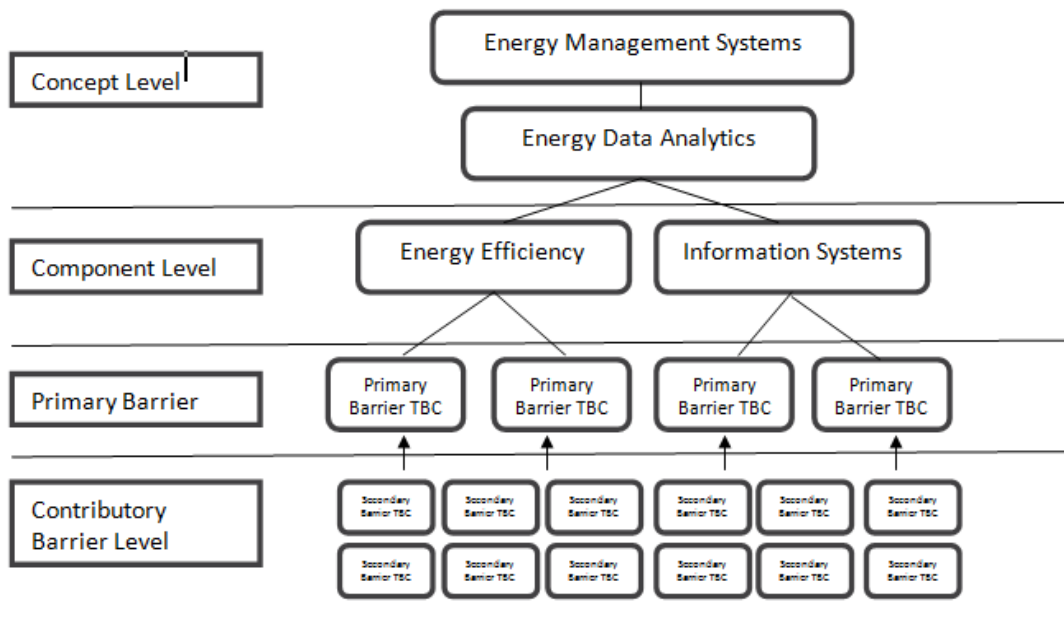 Energy Management Systems
Concept Level
Energy Data Analytics
Component Level
Energy Efficiency
Information Systems
Primary Barrier
Primary
Barrier TBC
Primary
Barrier TBC
Primary
Barrier TBC
Primary
Barrier TBC
Contributory
Barrier Level
Secondary
Barrier TBC
Secondary
Barrier TBC
Secondary
Barrier TBC
Secondary
Barrier TBC
Secondary
Barrier TBC
Secondary
Barrier TBC
Secondary
Barrier TBC
Secondary
Barrier TBC
Secondary
Barrier TBC
Secondary
Barrier TBC
Secondary
Barrier TBC
Secondary
Barrier TBC